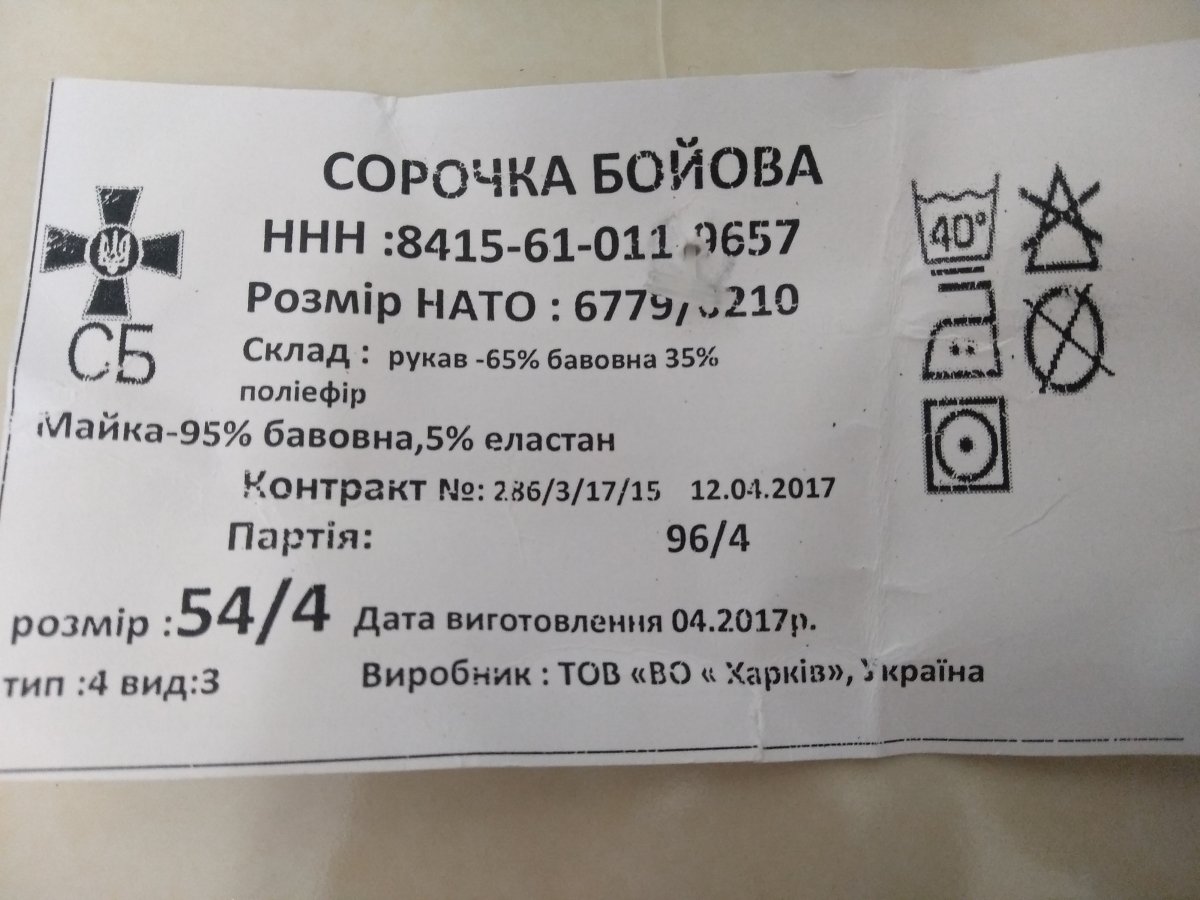 СОРОЧКА БОЙОВА
ННН :8415-61-011
Розмір НАТО :
СБ
Склад : рукав -65% бавовна 35%
поліефір
Майка-95% бавовна,5% еластан
Контракт №: 286/3/17/15 12.04.2017
Партія: 96/4
розмір :54/4 Дата виготовлення 04.2017р.
тип :4 вид:3 Виробник : ТОВ «ВО « Харків», Україна
40°